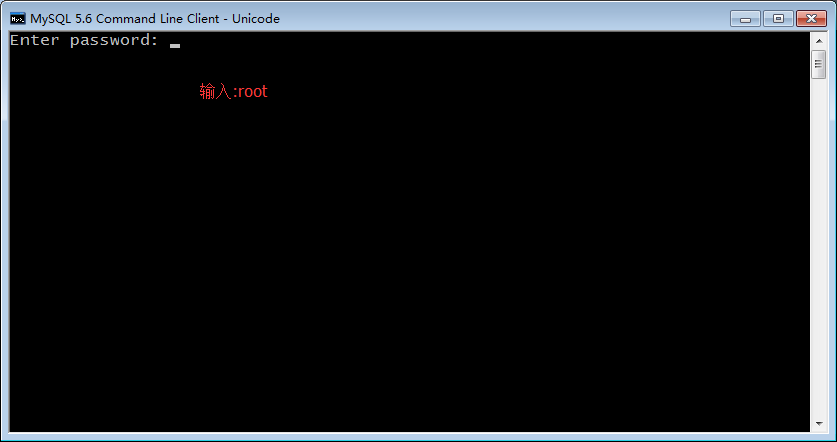 MySQL 5.6 Command Line Client - Unicode
Enter password:
输入:root